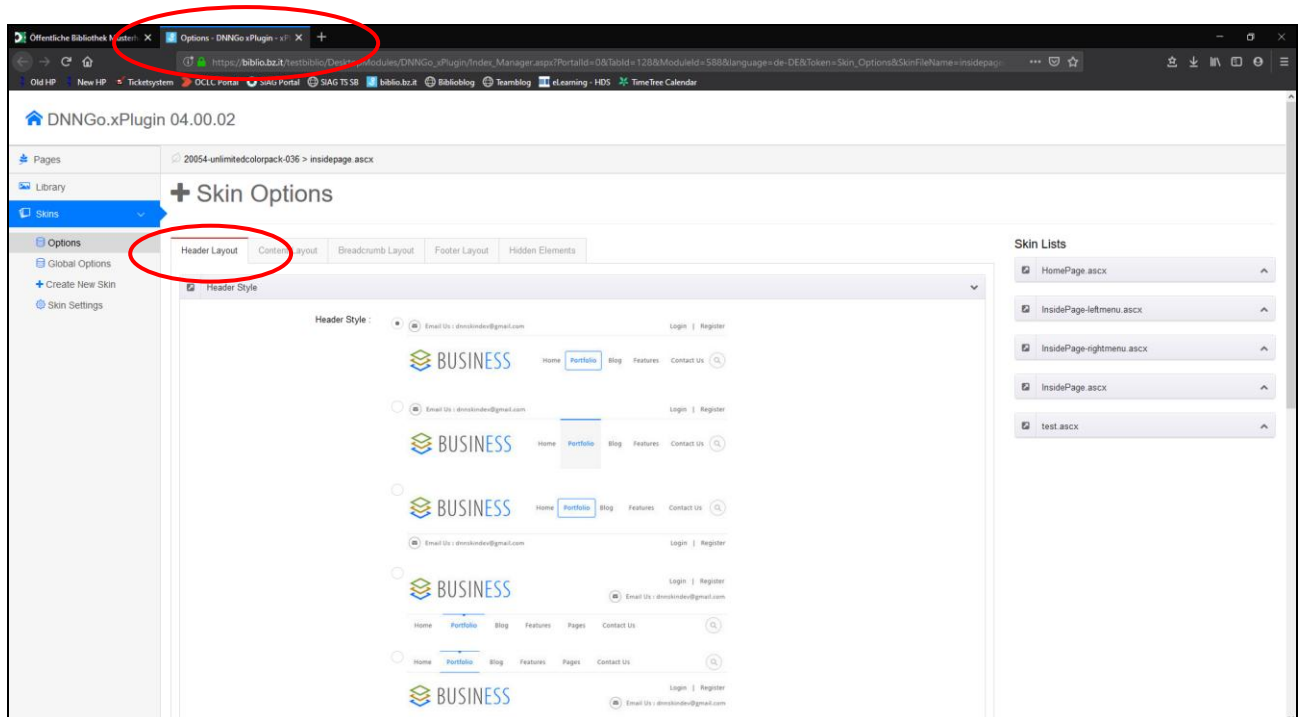 Öffentliche Bibliothek
Options - DNNGo xPlugin - xPl
https://biblio.bz.it/testbiblio/DesktopModules/DNNGo_xPlugin/Index_Manager.aspx?PortalId=0&TabId=128&ModuleId=588&language=de-DE&Token=Skin_Options&SkinFileName=insidepage
Old HP New HP Ticketsystem OCLC Portal SIAG Portal SIAG TS SB biblio.bz.it Biblioblog Teamblog eLearning - HDS TimeTree Calendar
DNNGo.xPlugin 04.00.02
Pages
20054-unlimitedcolorpack-036 > insidepage.ascx
Library
Skin Options
Skins
Options
Global Options
Create New Skin
Skin Settings
Header Layout Content Layout Breadcrumb Layout Footer Layout Hidden Elements
Header Style
Header Style :
Email Us : dnnskindev@gmail.com Login | Register
BUSINESS Home Portfolio Blog Features Contact Us
Email Us : dnnskindev@gmail.com Login | Register
BUSINESS Home Portfolio Blog Features Contact Us
BUSINESS Home Portfolio Blog Features Contact Us
Email Us : dnnskindev@gmail.com Login | Register
Login | Register
BUSINESS
Email Us : dnnskindev@gmail.com
Home Portfolio Blog Features Pages Contact Us
Home Portfolio Blog Features Pages Contact Us
Login | Register
BUSINESS
Email Us : dnnskindev@gmail.com
Skin Lists
HomePage.ascx
InsidePage-leftmenu.ascx
InsidePage-rightmenu.ascx
InsidePage.ascx
test.ascx